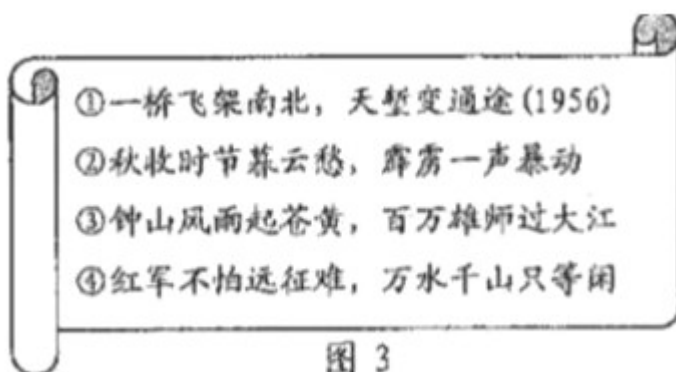 ①一桥飞架南北，天堑变通途(1956)
②秋收时节暮云愁，霹雳一声暴动
③钟山风雨起苍黄，百万雄师过大江
④红军不怕远征难，万水千山只等闲
图 3